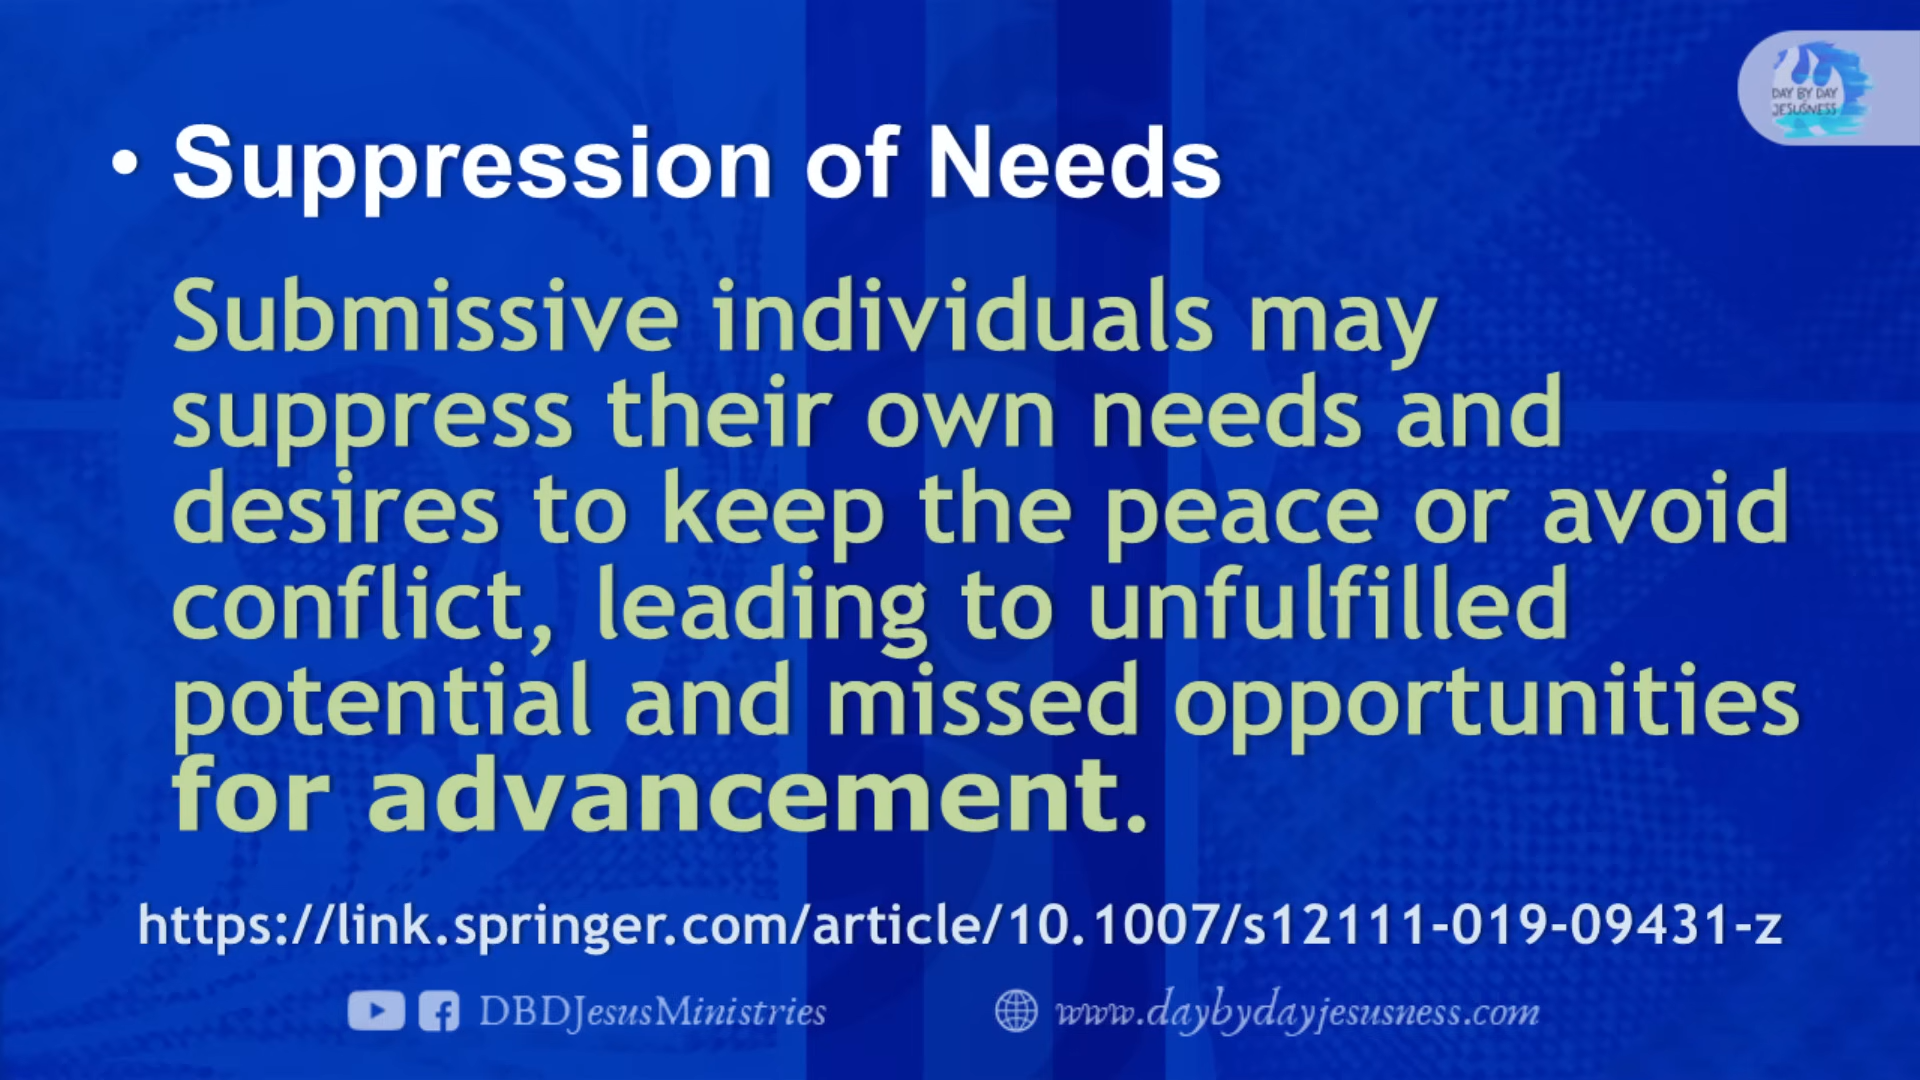 DAY BY DAY
JESUSNESS
• Suppression of Needs
Submissive individuals may
suppress their own needs and
desires to keep the peace or avoid
conflict, leading to unfulfilled
potential and missed opportunities
for advancement.
https://link.springer.com/article/10.1007/s12111-019-09431-z
DBDJesusMinistries
www.daybydayjesusness.com